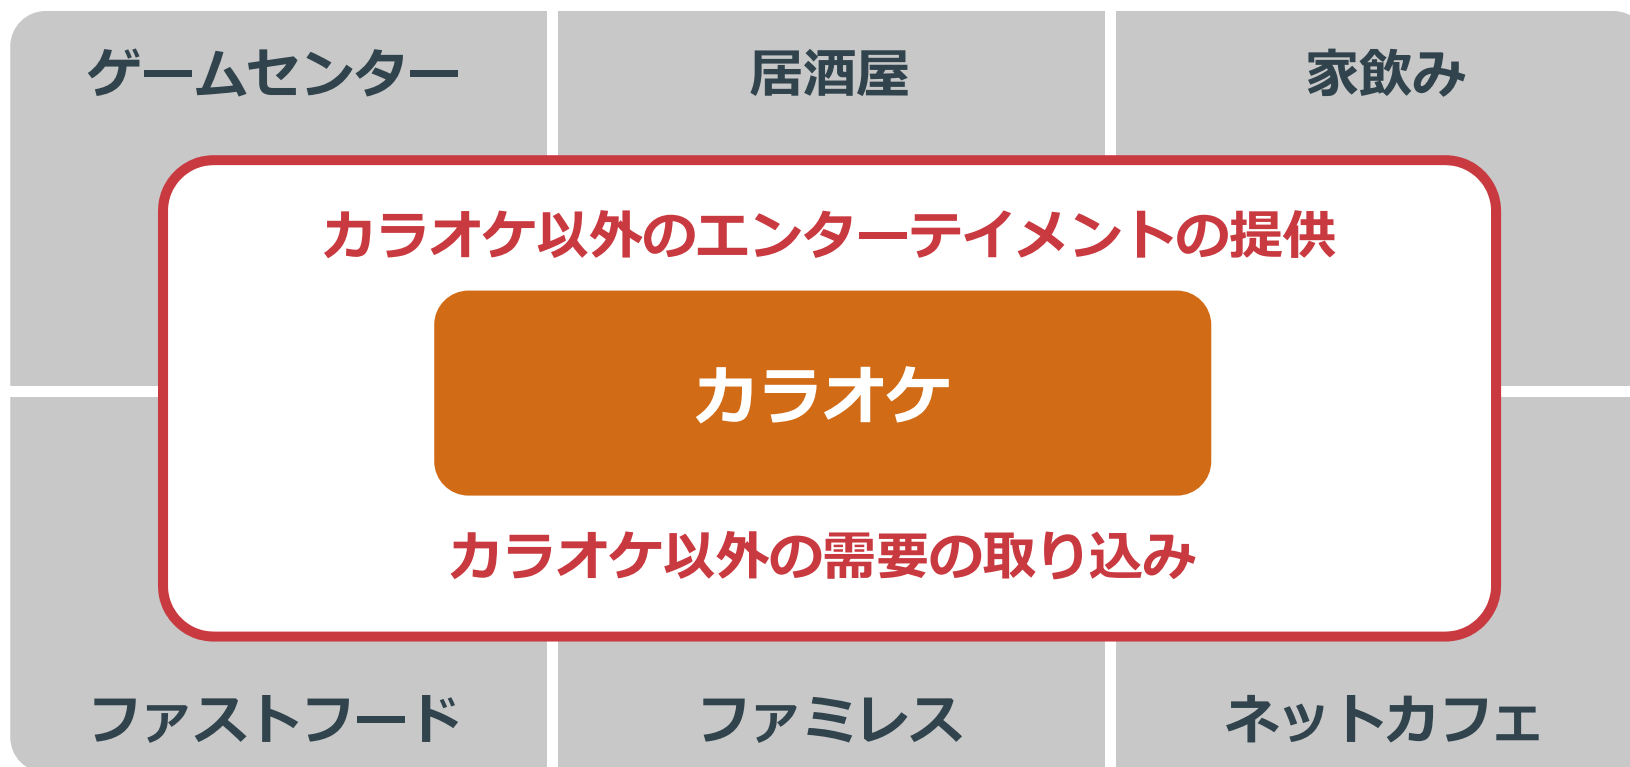 ゲームセンター
居酒屋
家飲み
カラオケ以外のエンターテイメントの提供
カラオケ
カラオケ以外の需要の取り込み
ファストフード
ファミレス
ネットカフェ